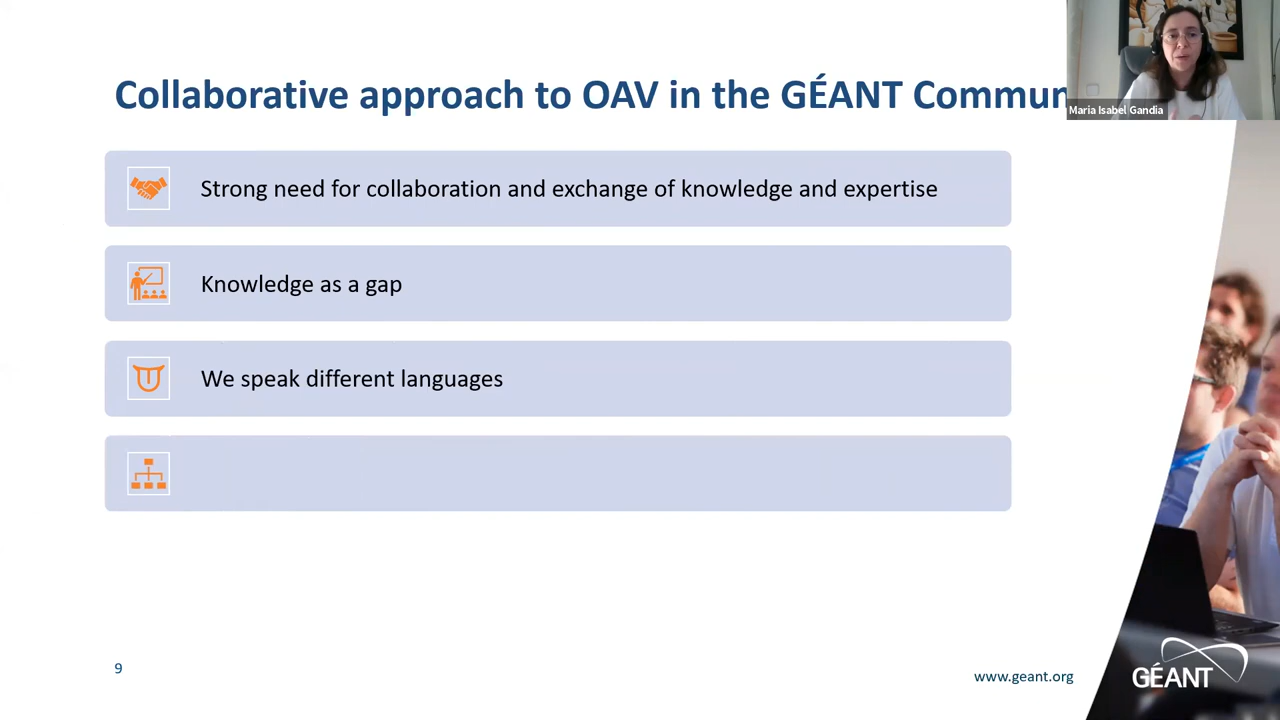 Collaborative approach to OAV in the GÉANT Commun
Maria Isabel Gandia
Strong need for collaboration and exchange of knowledge and expertise
Knowledge as a gap
We speak different languages
9
www.geant.org
GÉANT